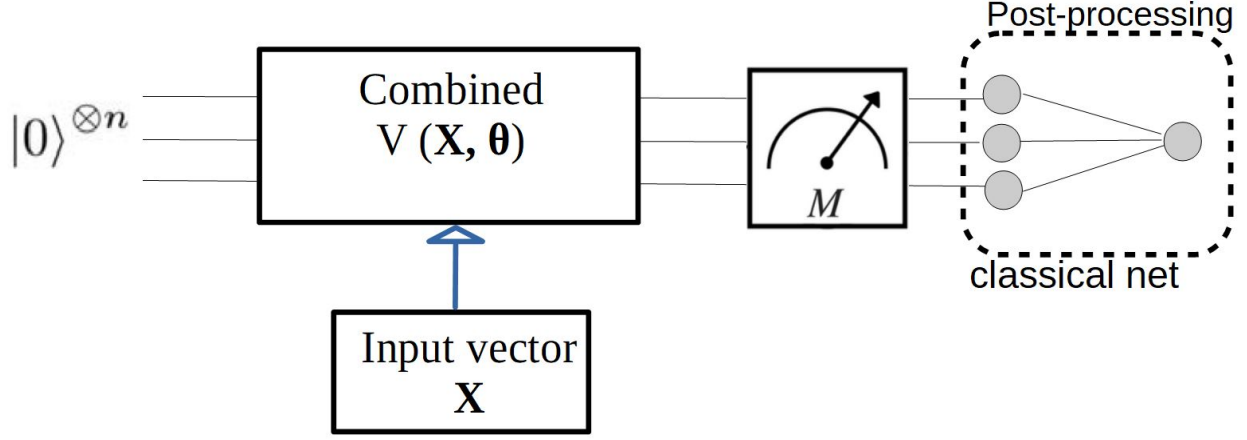 Post-processing
|0⟩⊗n
Combined
V (X, θ)
M
classical net
Input vector
X